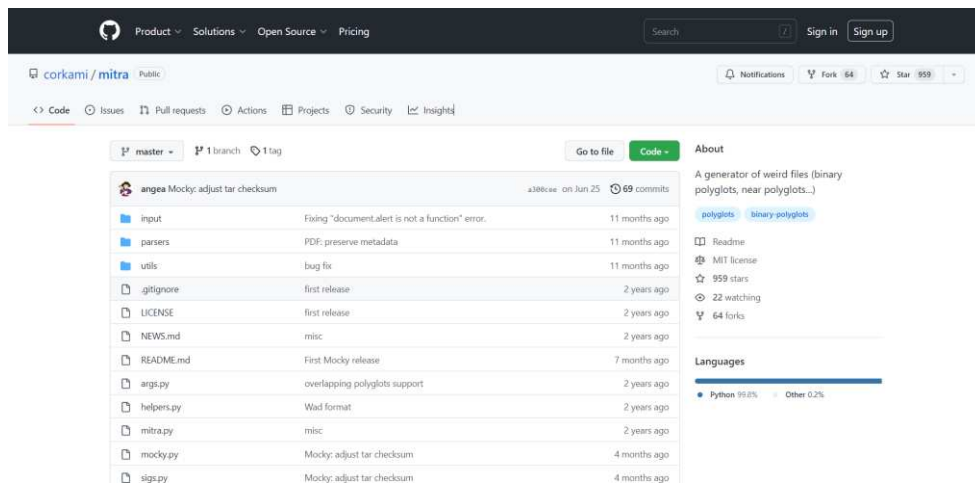 Product Solutions Open Source Pricing Search / Sign in Sign up
corkami / mitra Public Notifications Fork 64 Star 959
Code Issues Pull requests Actions Projects Security Insights
master 1 branch 1 tag Go to file Code
angea Mocky: adjust tar checksum a300cee on Jun 25 69 commits
input Fixing "document.alert is not a function" error. 11 months ago
parsers PDF: preserve metadata 11 months ago
utils bug fix 11 months ago
.gitignore first release 2 years ago
LICENSE first release 2 years ago
NEWS.md misc 2 years ago
README.md First Mocky release 7 months ago
args.py overlapping polyglots support 2 years ago
helpers.py Wad format 2 years ago
mitra.py misc 2 years ago
mocky.py Mocky: adjust tar checksum 4 months ago
sigs.py Mocky: adjust tar checksum 4 months ago
About
A generator of weird files (binary
polyglots, near polyglots...)
polyglots binary-polyglots
Readme
MIT license
959 stars
22 watching
64 forks
Languages
Python 99.8% Other 0.2%